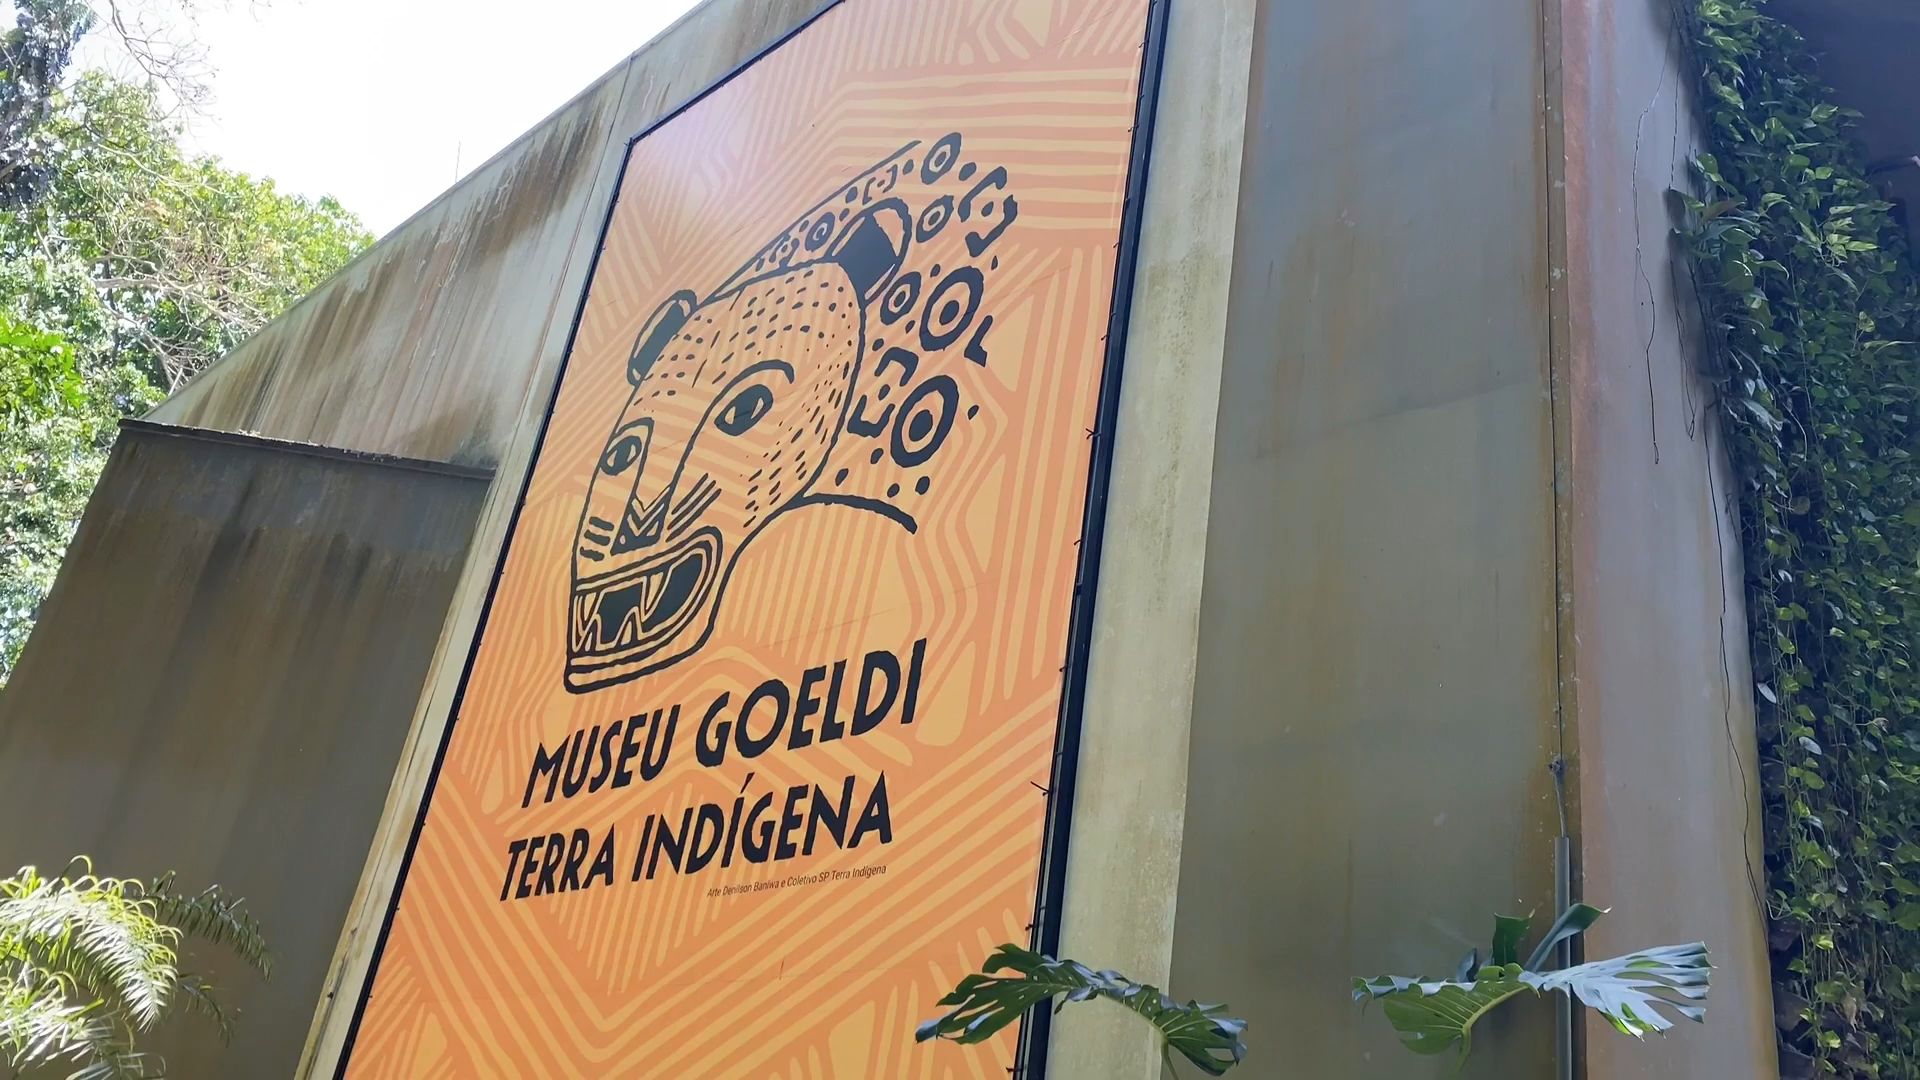 MUSEU GOELDI
TERRA INDÍGENA
Arte Denilson Baniwa e Coletivo SP Terra Indígena